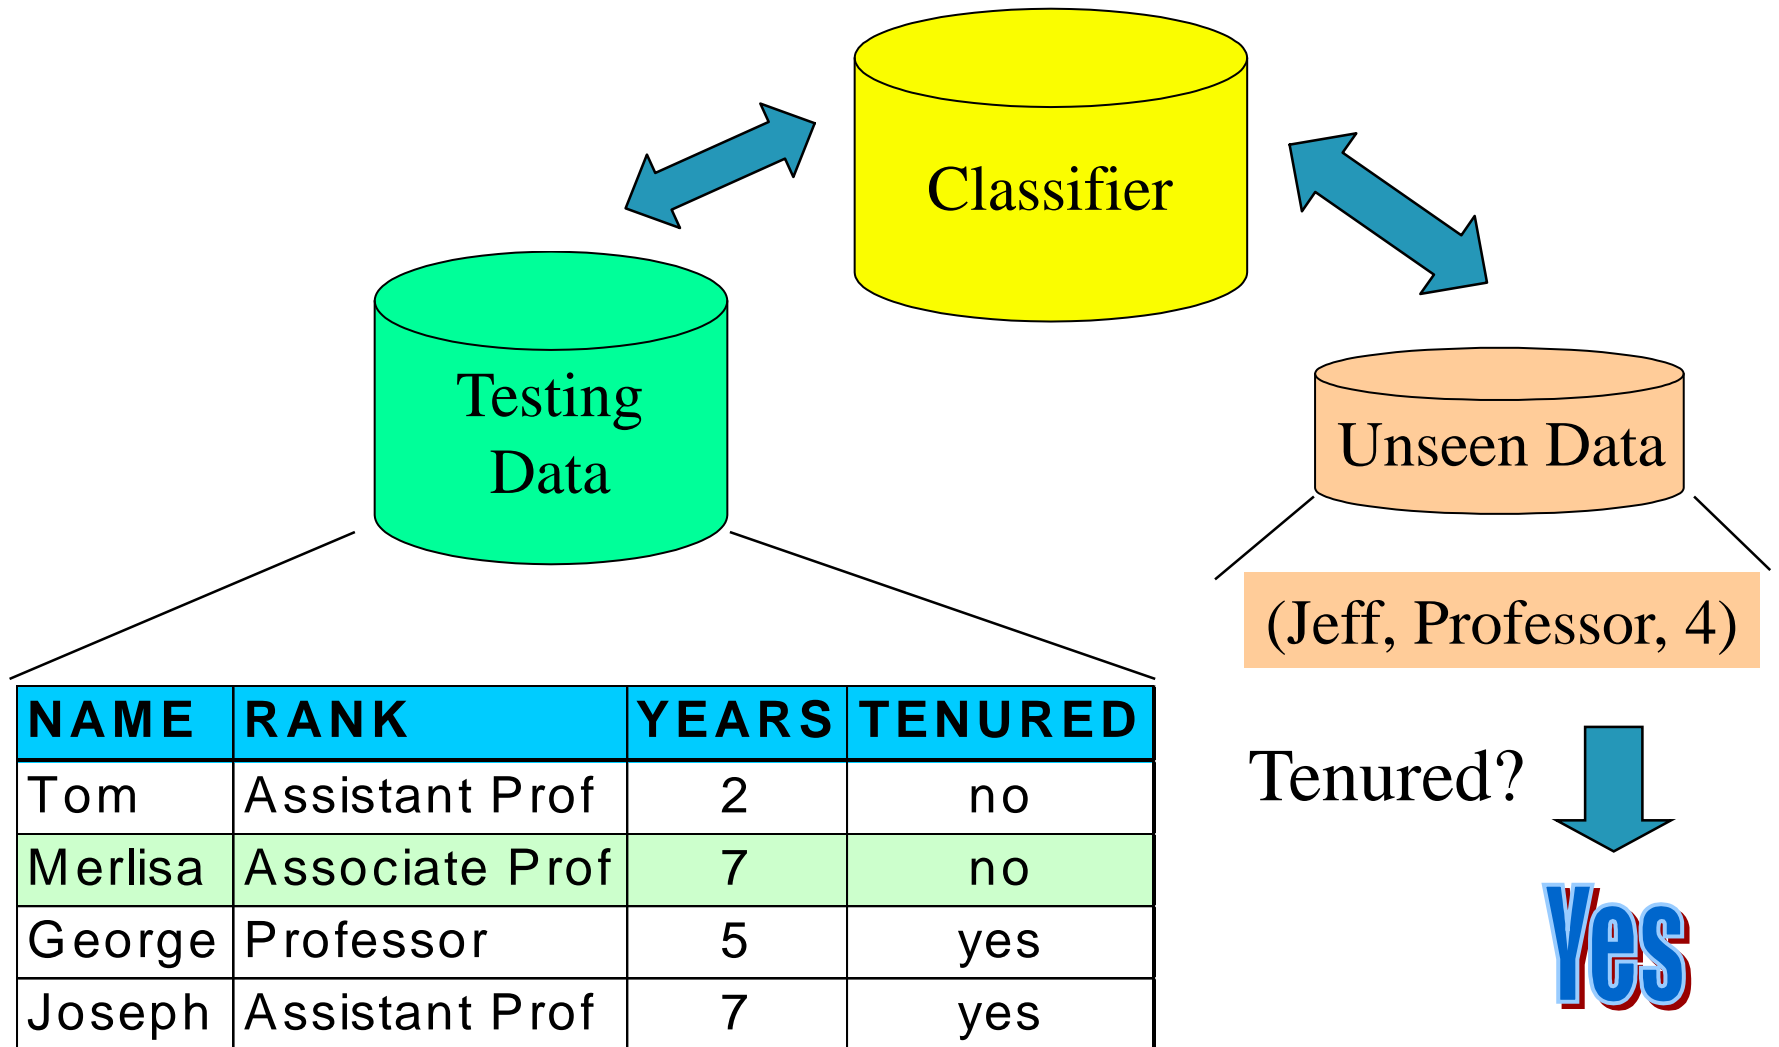 Classifier
Testing
Data
Unseen Data
(Jeff, Professor, 4)
NAME RANK YEARS TENURED
Tom Assistant Prof 2 no
Merlisa Associate Prof 7 no
George Professor 5 yes
Joseph Assistant Prof 7 yes
Tenured?
Yes